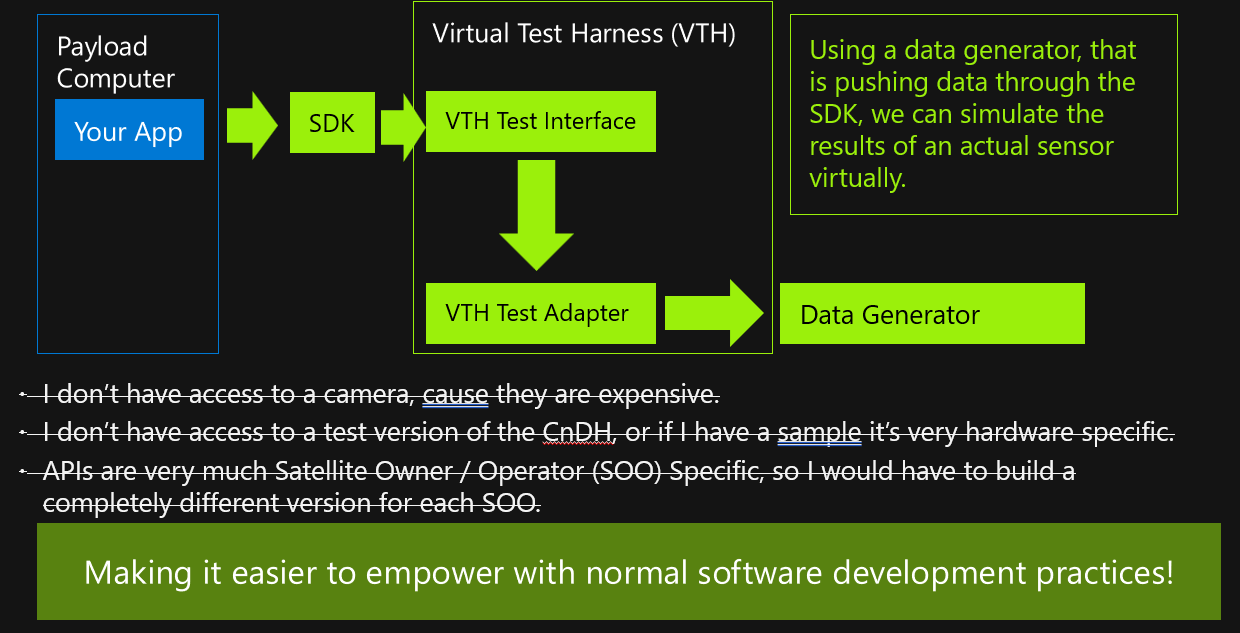 Payload
Computer
Your App
SDK
Virtual Test Harness (VTH)
VTH Test Interface
VTH Test Adapter
Data Generator
Using a data generator, that
is pushing data through the
SDK, we can simulate the
results of an actual sensor
virtually.
• I don't have access to a camera, cause they are expensive.
• I don't have access to a test version of the CnDH, or if I have a sample it's very hardware specific.
• APIs are very much Satellite Owner / Operator (SOO) Specific, so I would have to build a
completely different version for each SOO.
Making it easier to empower with normal software development practices!